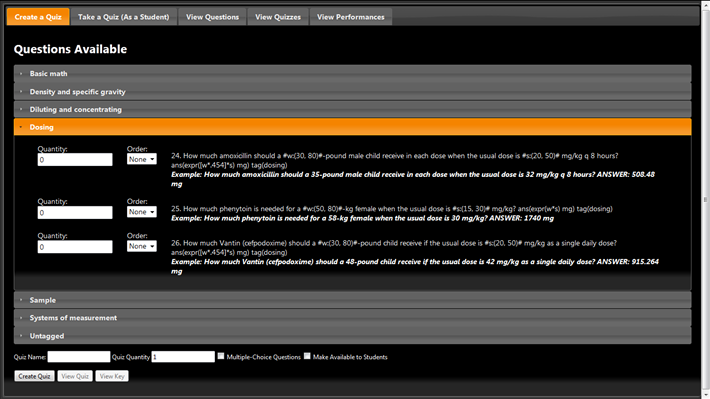 Create a Quiz Take a Quiz (As a Student) View Questions View Quizzes View Performances
Questions Available
Basic math
Density and specific gravity
Diluting and concentrating
Dosing
Quantity: Order:
0 None
24. How much amoxicillin should a #w:(30, 80)#-pound male child receive in each dose when the usual dose is #s:(20, 50)# mg/kg q 8 hours?
ans(expr([w*.454]*s) mg) tag(dosing)
Example: How much amoxicillin should a 35-pound male child receive in each dose when the usual dose is 32 mg/kg q 8 hours? ANSWER: 508.48
mg
Quantity: Order:
0 None
25. How much phenytoin is needed for a #w:(50, 80)#-kg female when the usual dose is #s:(15, 30)# mg/kg? ans(expr(w*s) mg) tag(dosing)
Example: How much phenytoin is needed for a 58-kg female when the usual dose is 30 mg/kg? ANSWER: 1740 mg
Quantity: Order:
0 None
26. How much Vantin (cefpodoxime) should a #w:(30, 80)#-pound child receive if the usual dose is #s:(20, 50)# mg/kg as a single daily dose?
ans(expr([w*.454]*s) mg) tag(dosing)
Example: How much Vantin (cefpodoxime) should a 48-pound child receive if the usual dose is 42 mg/kg as a single daily dose? ANSWER: 915.264
mg
Sample
Systems of measurement
Untagged
Quiz Name: Quiz Quantity 1 Multiple-Choice Questions Make Available to Students
Create Quiz View Quiz View Key